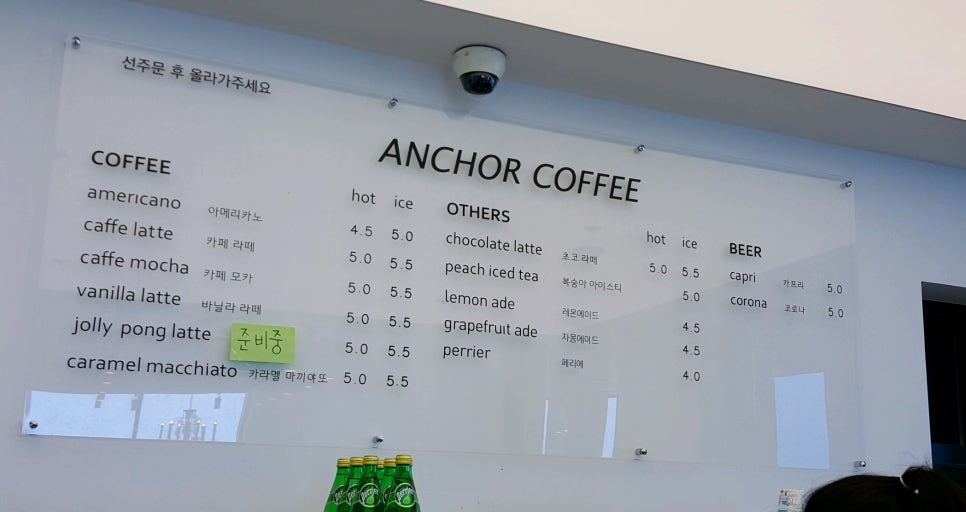 선주문 후 올라가주세요
ANCHOR COFFEE
COFFEE
hot ice
americano 아메리카노 4.5 5.0
caffe latte 카페 라떼 5.0 5.5
caffe mocha 카페 모카 5.0 5.5
vanilla latte 바닐라 라떼 5.0 5.5
jolly pong latte 준비중 5.0 5.5
caramel macchiato 카라멜 마끼야또 5.0 5.5
OTHERS
hot ice
chocolate latte 초코 라떼 5.0 5.5
peach iced tea 복숭아 아이스티 5.0
lemon ade 레몬에이드 4.5
grapefruit ade 자몽에이드 4.5
perrier 페리에 4.0
BEER
capri 카프리 5.0
corona 코로나 5.0
Perrier
Perrier